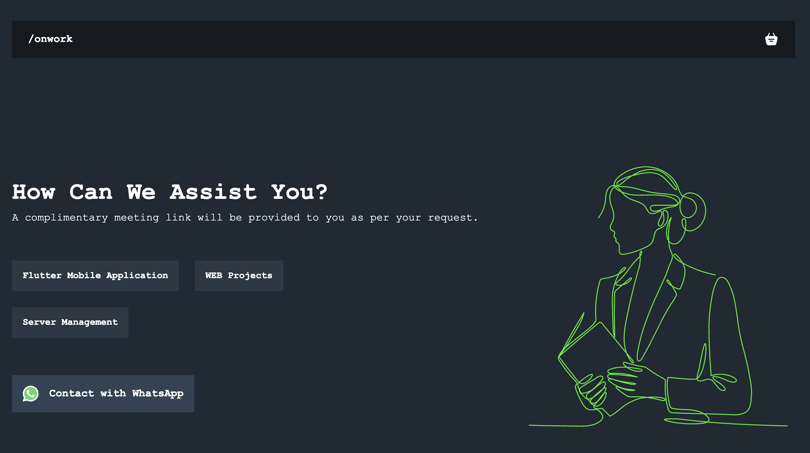 /onwork
How Can We Assist You?
A complimentary meeting link will be provided to you as per your request.
Flutter Mobile Application
WEB Projects
Server Management
Contact with WhatsApp